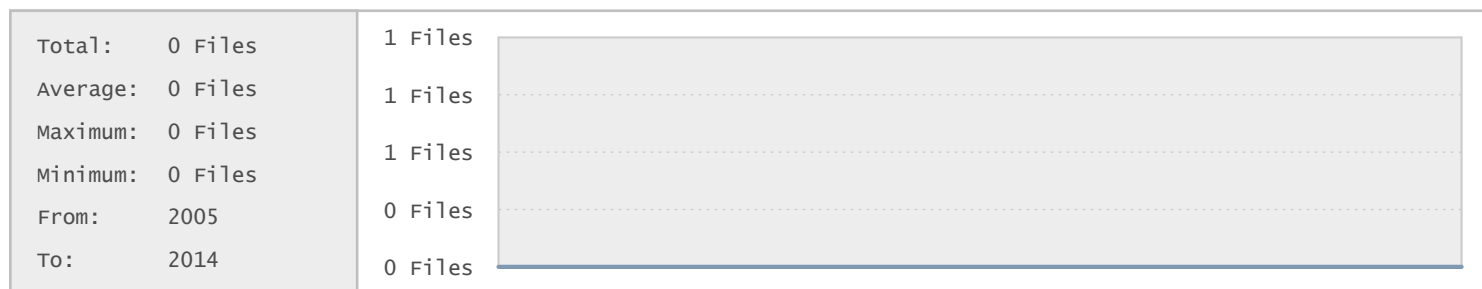 Total: 0 Files
Average: 0 Files
Maximum: 0 Files
Minimum: 0 Files
From: 2005
To: 2014
1 Files
1 Files
1 Files
0 Files
0 Files